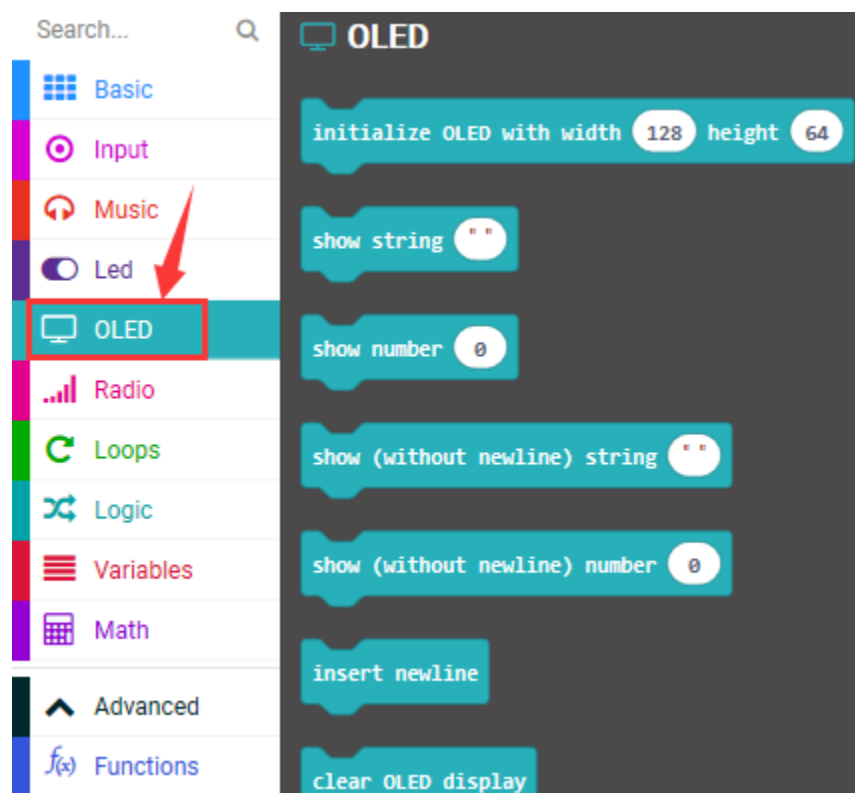 Search...
Basic
Input
Music
Led
OLED
Radio
Loops
Logic
Variables
Math
Advanced
f(x) Functions
OLED
initialize OLED with width 128 height 64
show string " "
show number 0
show (without newline) string " "
show (without newline) number 0
insert newline
clear OLED display